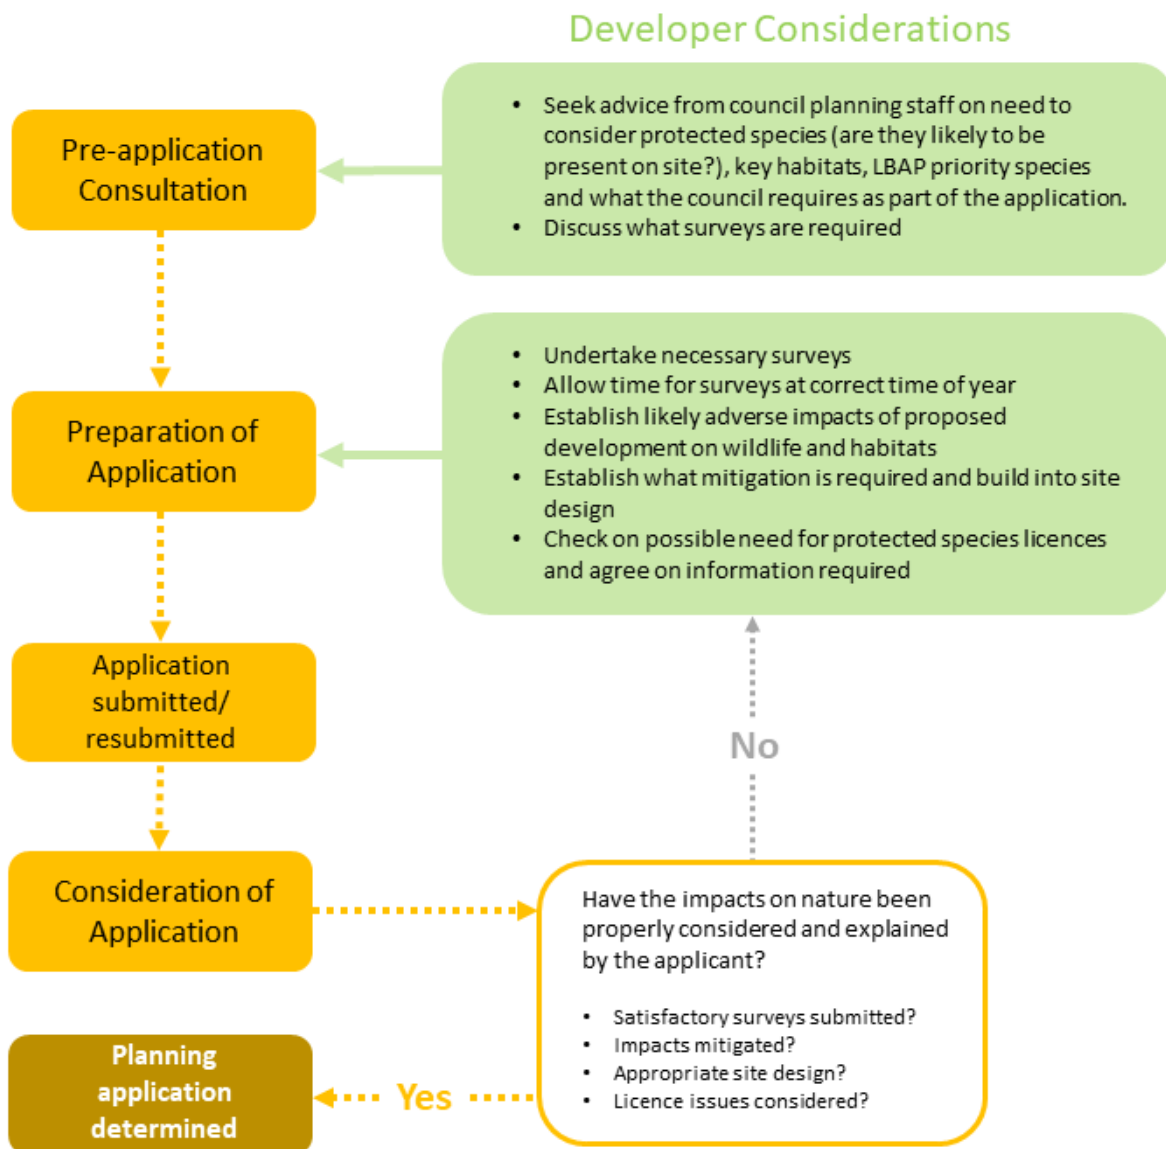 Developer Considerations
• Seek advice from council planning staff on need to
consider protected species (are they likely to be
present on site?), key habitats, LBAP priority species
and what the council requires as part of the application.
• Discuss what surveys are required
Pre-application
Consultation
• Undertake necessary surveys
• Allow time for surveys at correct time of year
• Establish likely adverse impacts of proposed
development on wildlife and habitats
• Establish what mitigation is required and build into site
design
• Check on possible need for protected species licences
and agree on information required
Preparation of
Application
Application
submitted/
resubmitted
No
Consideration of
Application
Have the impacts on nature been
properly considered and explained
by the applicant?
• Satisfactory surveys submitted?
• Impacts mitigated?
• Appropriate site design?
• Licence issues considered?
Yes
Planning
application
determined